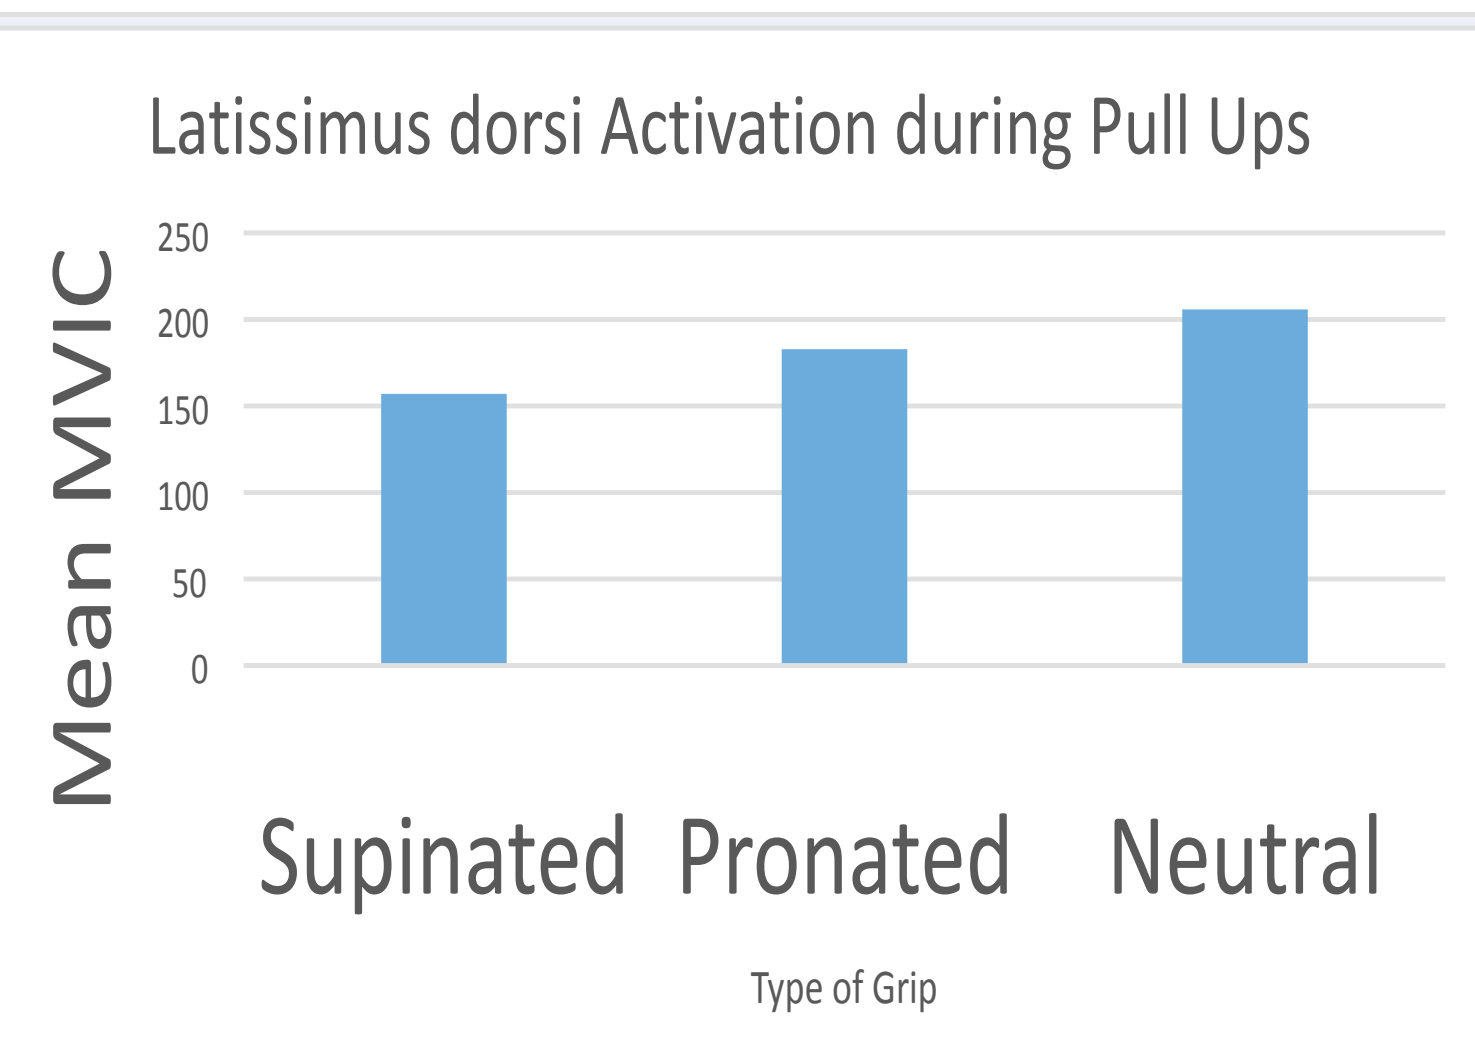 Latissimus dorsi Activation during Pull Ups
250
200
150
100
50
0
Mean MVIC
Supinated Pronated Neutral
Type of Grip